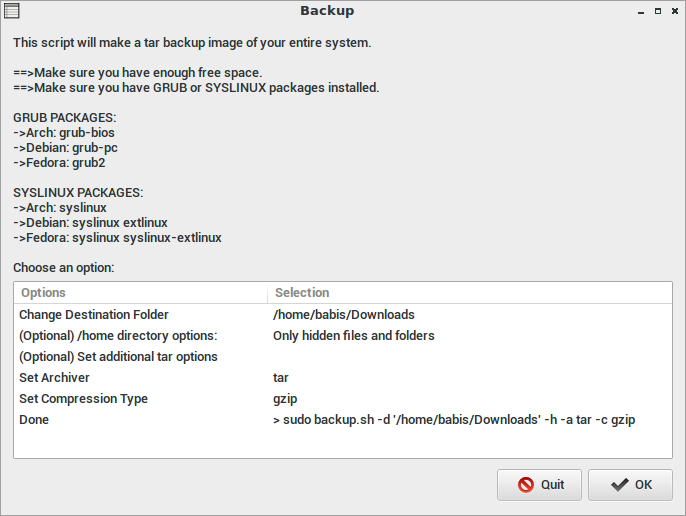 Backup
This script will make a tar backup image of your entire system.
==>Make sure you have enough free space.
==>Make sure you have GRUB or SYSLINUX packages installed.
GRUB PACKAGES:
->Arch: grub-bios
->Debian: grub-pc
->Fedora: grub2
SYSLINUX PACKAGES:
->Arch: syslinux
->Debian: syslinux extlinux
->Fedora: syslinux syslinux-extlinux
Choose an option:
Options Selection
Change Destination Folder /home/babis/Downloads
(Optional) /home directory options: Only hidden files and folders
(Optional) Set additional tar options
Set Archiver tar
Set Compression Type gzip
Done > sudo backup.sh -d '/home/babis/Downloads' -h -a tar -c gzip
Quit OK